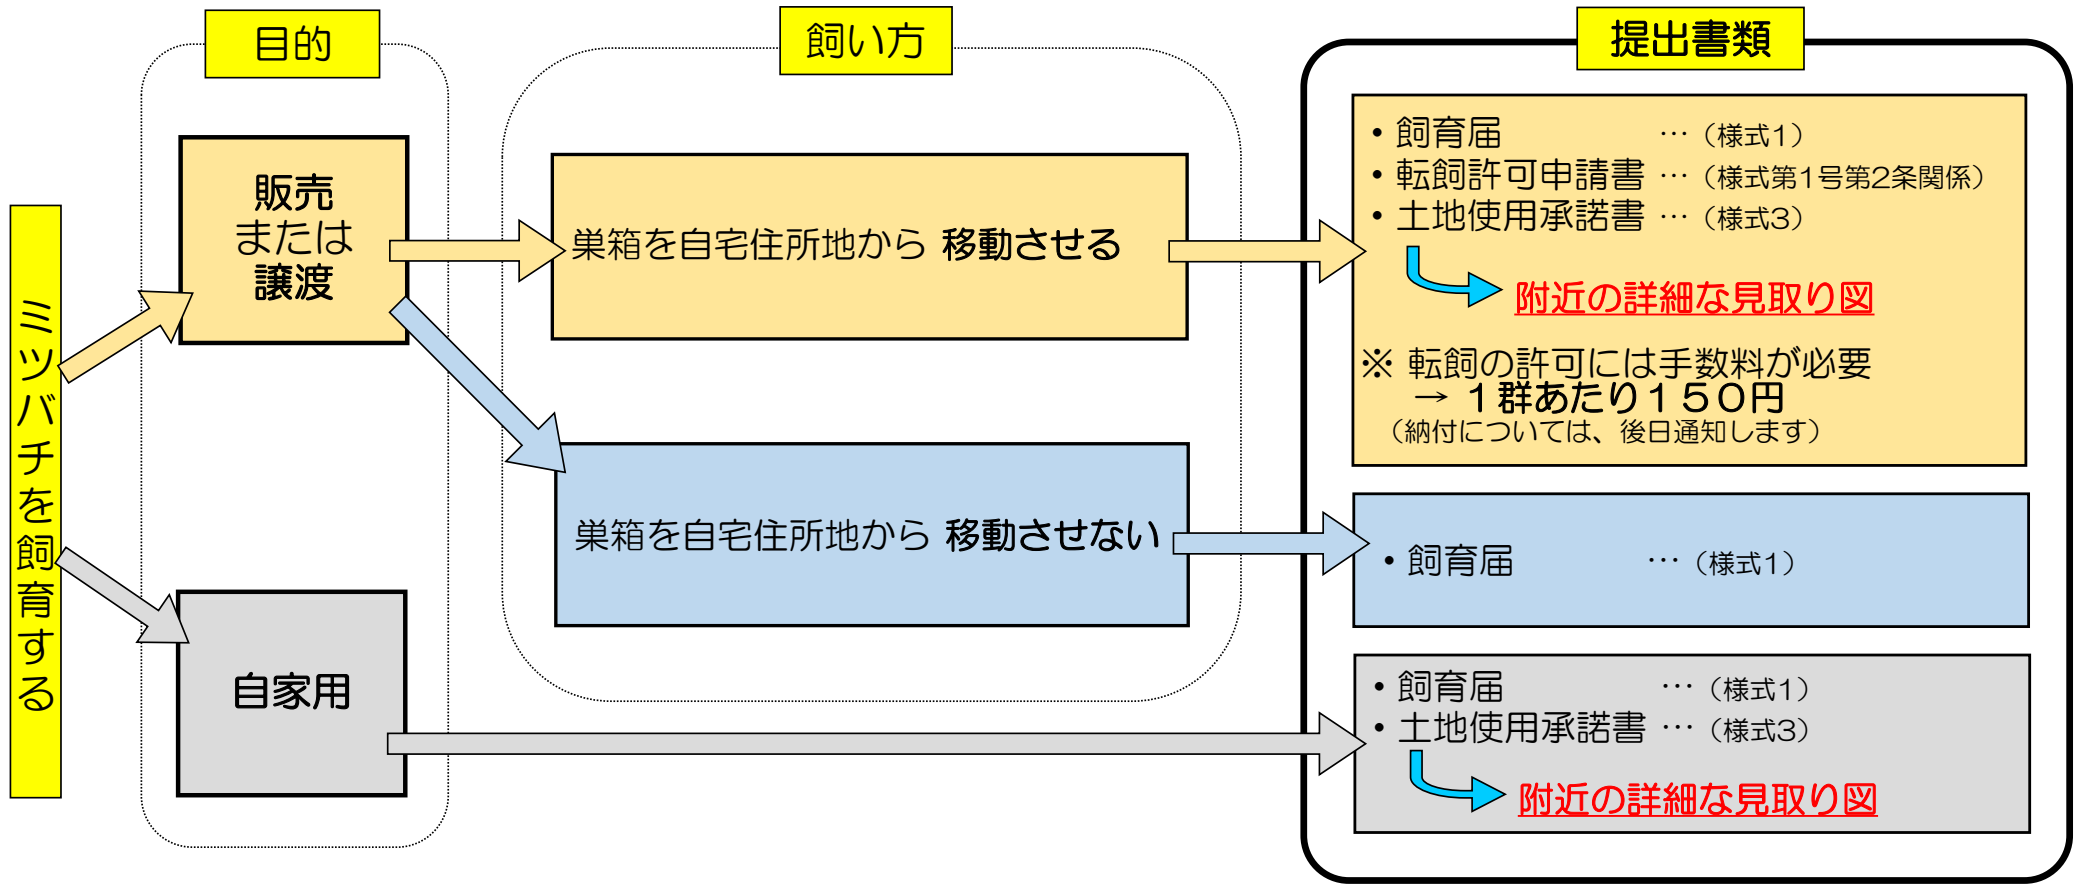 目的
飼い方
提出書類
ミツバチを飼育する
販売
または
譲渡
巣箱を自宅住所地から 移動させる
・飼育届 …（様式1）
・転飼許可申請書 …（様式第1号第2条関係）
・土地使用承諾書 …（様式3）
附近の詳細な見取り図
※ 転飼の許可には手数料が必要
→ １群あたり１５０円
（納付については、後日通知します）
巣箱を自宅住所地から 移動させない
・飼育届 …（様式1）
自家用
・飼育届 …（様式1）
・土地使用承諾書 …（様式3）
附近の詳細な見取り図